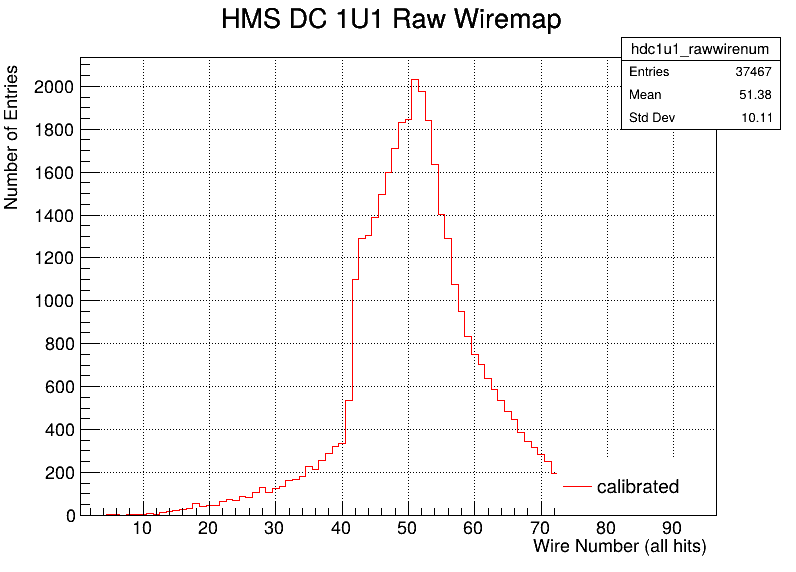 HMS DC 1U1 Raw Wiremap
hdc1u1_rawwirenum
Entries 37467
Mean 51.38
Std Dev 10.11
Number of Entries
2000
1800
1600
1400
1200
1000
800
600
400
200
0
calibrated
10 20 30 40 50 60 70 80 90
Wire Number (all hits)